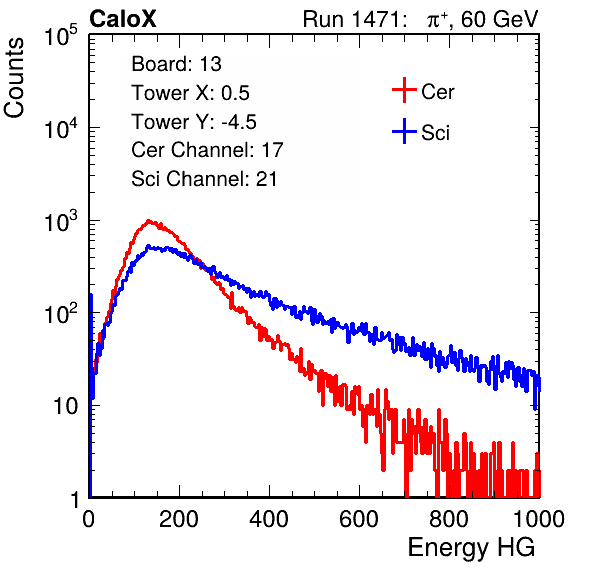 CaloX Run 1471: π⁺, 60 GeV
Counts
Board: 13
Tower X: 0.5
Tower Y: -4.5
Cer Channel: 17
Sci Channel: 21
Cer
Sci
10⁵
10⁴
10³
10²
10
1
0 200 400 600 800 1000
Energy HG